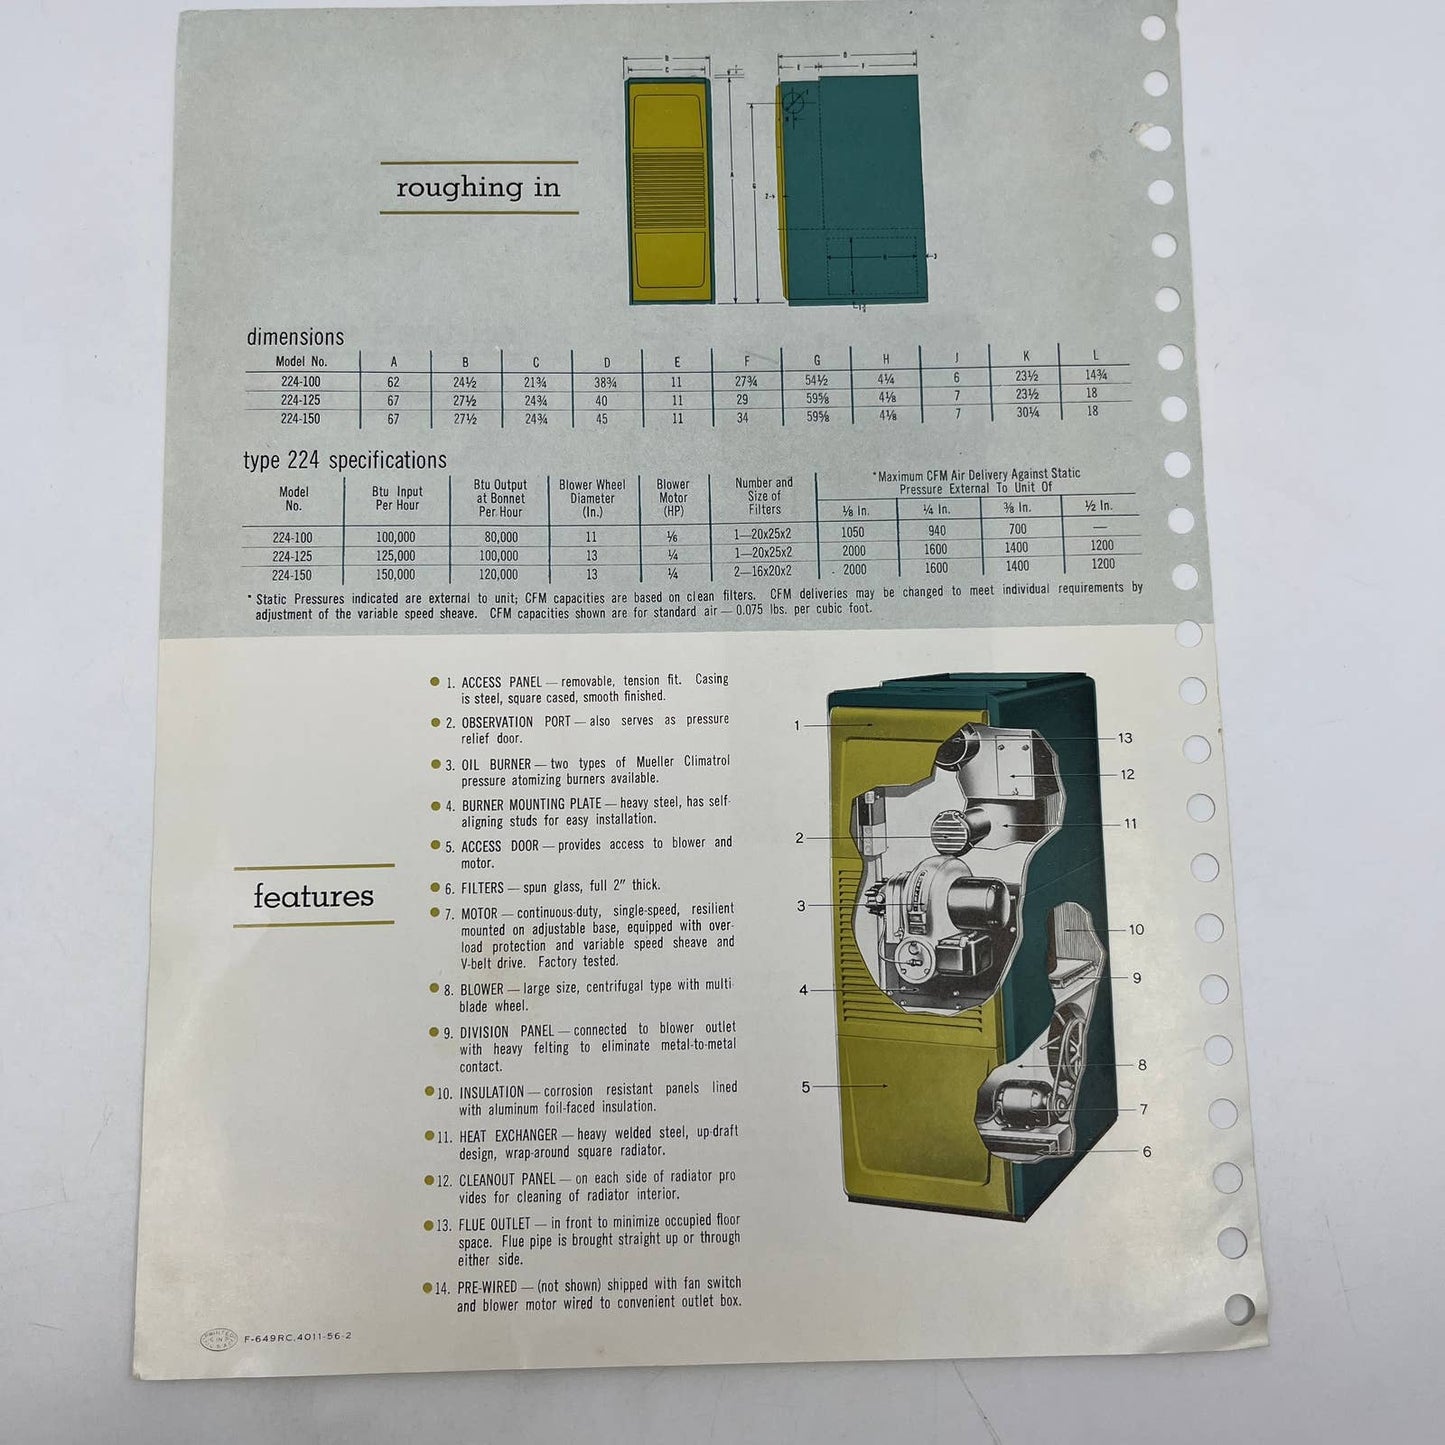 roughing in
B
C
D
E F
A
G
2
3
dimensions
Model No. A B C D E F G H J K L
224-100 62 24½ 21¾ 38¾ 11 27¾ 54½ 4¼ 6 23½ 14¾
224-125 67 27½ 24¾ 40 11 29 59⅝ 4⅛ 7 23½ 18
224-150 67 27½ 24¾ 45 11 34 59⅝ 4⅛ 7 30¼ 18
type 224 specifications
Model No. Btu Input Per Hour Btu Output at Bonnet Per Hour Blower Wheel Diameter (In.) Blower Motor (HP) Number and Size of Filters *Maximum CFM Air Delivery Against Static Pressure External To Unit Of
⅛ In. ¼ In. ⅜ In. ½ In.
224-100 100,000 80,000 11 ⅙ 1—20x25x2 1050 940 700 —
224-125 125,000 100,000 13 ¼ 1—20x25x2 2000 1600 1400 1200
224-150 150,000 120,000 13 ¼ 2—16x20x2 2000 1600 1400 1200
* Static Pressures indicated are external to unit; CFM capacities are based on clean filters. CFM deliveries may be changed to meet individual requirements by
adjustment of the variable speed sheave. CFM capacities shown are for standard air — 0.075 lbs. per cubic foot.
features
1. ACCESS PANEL — removable, tension fit. Casing
is steel, square cased, smooth finished.
2. OBSERVATION PORT — also serves as pressure
relief door.
3. OIL BURNER — two types of Mueller Climatrol
pressure atomizing burners available.
4. BURNER MOUNTING PLATE — heavy steel, has self-
aligning studs for easy installation.
5. ACCESS DOOR — provides access to blower and
motor.
6. FILTERS — spun glass, full 2" thick.
7. MOTOR — continuous-duty, single-speed, resilient
mounted on adjustable base, equipped with over-
load protection and variable speed sheave and
V-belt drive. Factory tested.
8. BLOWER — large size, centrifugal type with multi-
blade wheel.
9. DIVISION PANEL — connected to blower outlet
with heavy felting to eliminate metal-to-metal
contact.
10. INSULATION — corrosion resistant panels lined
with aluminum foil-faced insulation.
11. HEAT EXCHANGER — heavy welded steel, up-draft
design, wrap-around square radiator.
12. CLEANOUT PANEL — on each side of radiator pro
vides for cleaning of radiator interior.
13. FLUE OUTLET — in front to minimize occupied floor
space. Flue pipe is brought straight up or through
either side.
14. PRE-WIRED — (not shown) shipped with fan switch
and blower motor wired to convenient outlet box.
1
13
12
11
2
3
10
9
4
8
5
7
6
PRINTED IN U.S.A. F-649RC.4011-56-2